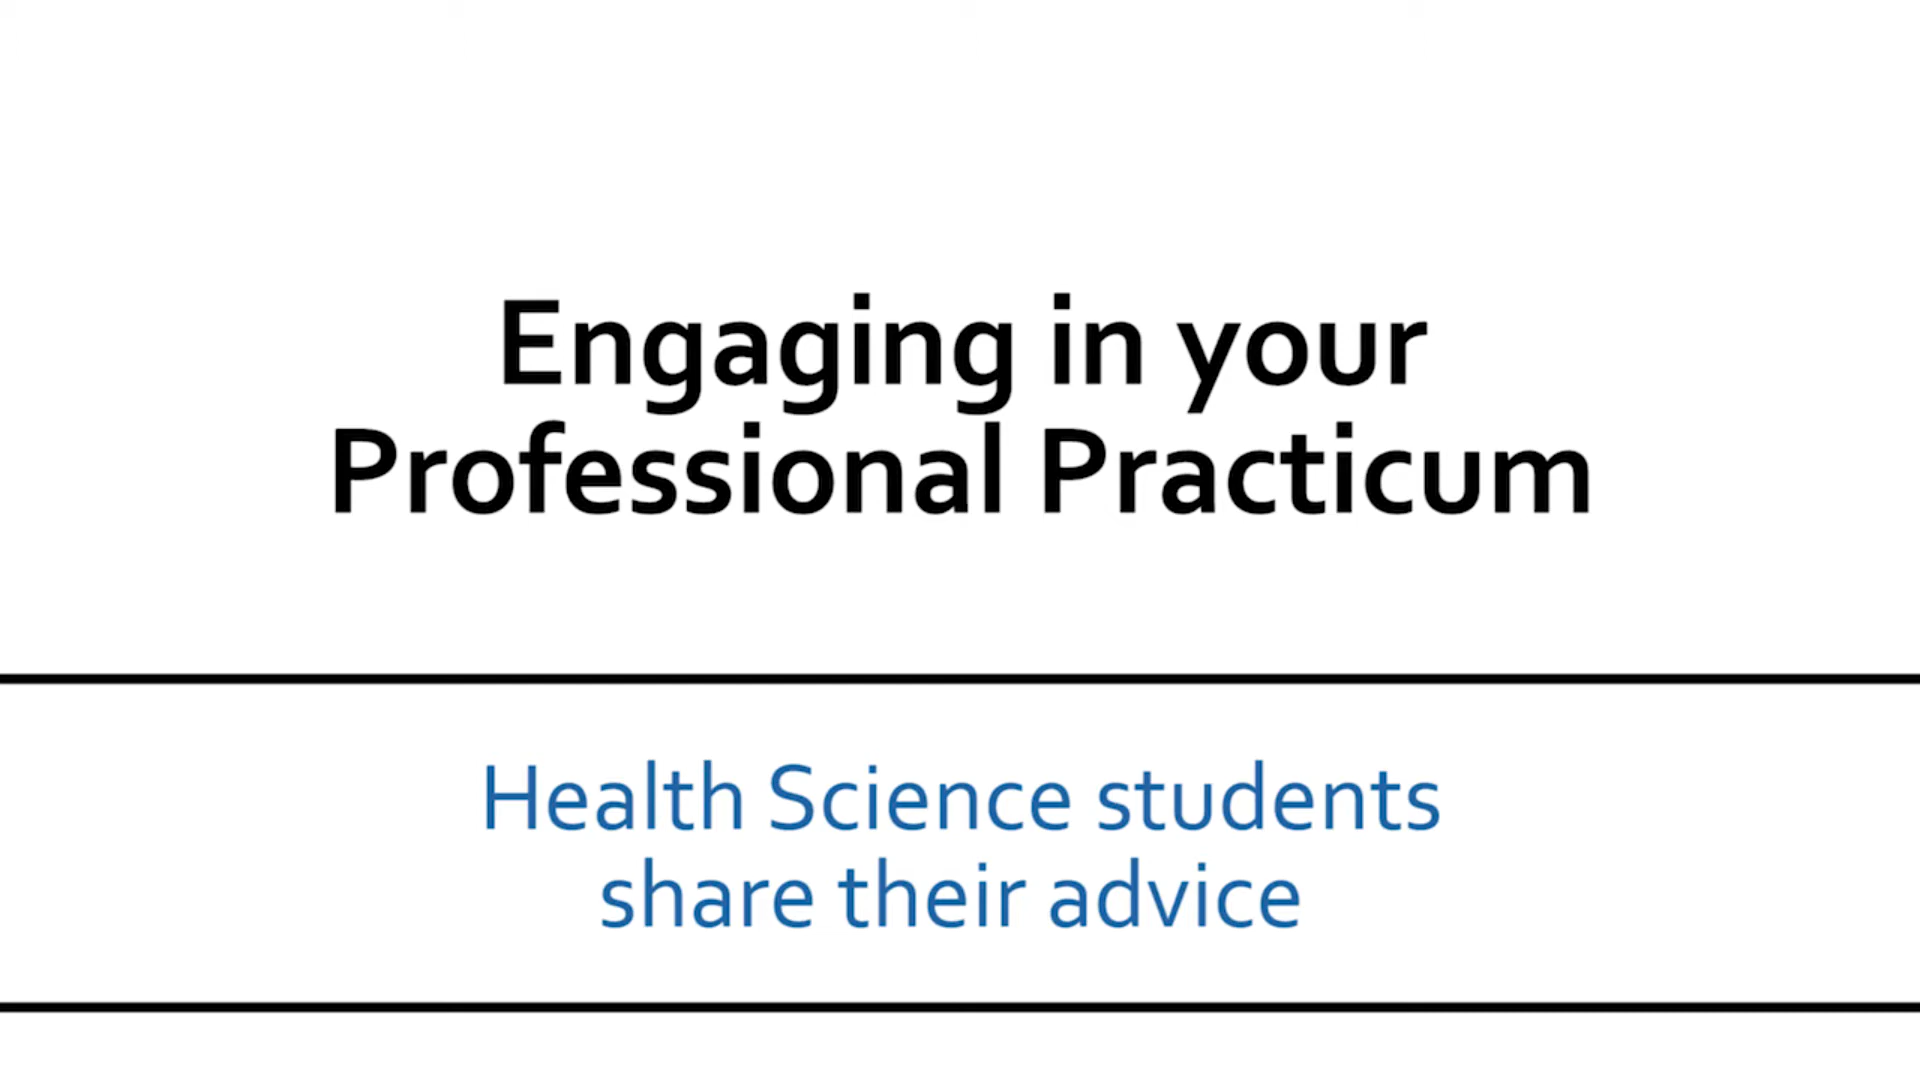 Engaging in your
Professional Practicum
Health Science students
share their advice